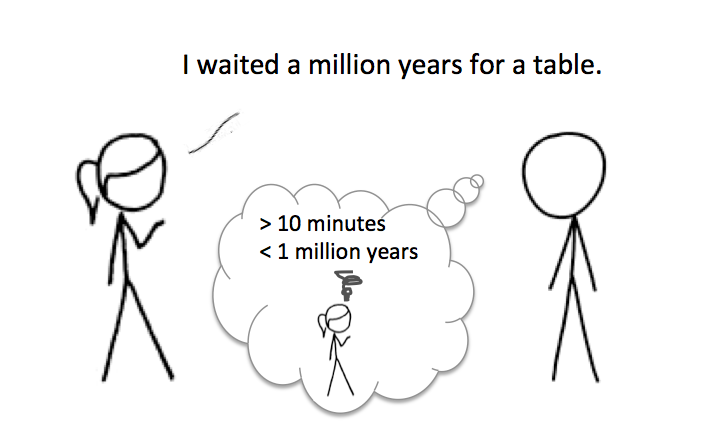 I waited a million years for a table.
> 10 minutes
< 1 million years